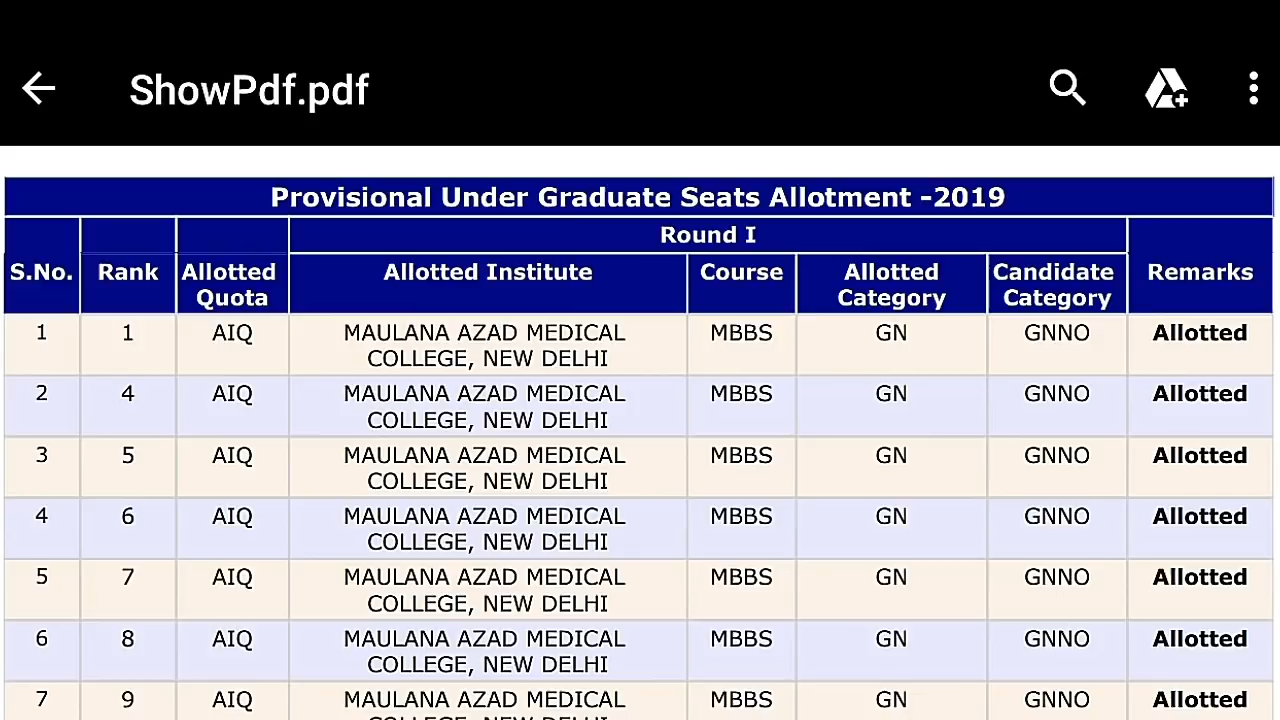 ShowPdf.pdf
Provisional Under Graduate Seats Allotment -2019
Round I
S.No. Rank Allotted Quota Allotted Institute Course Allotted Category Candidate Category Remarks
1 1 AIQ MAULANA AZAD MEDICAL COLLEGE, NEW DELHI MBBS GN GNNO Allotted
2 4 AIQ MAULANA AZAD MEDICAL COLLEGE, NEW DELHI MBBS GN GNNO Allotted
3 5 AIQ MAULANA AZAD MEDICAL COLLEGE, NEW DELHI MBBS GN GNNO Allotted
4 6 AIQ MAULANA AZAD MEDICAL COLLEGE, NEW DELHI MBBS GN GNNO Allotted
5 7 AIQ MAULANA AZAD MEDICAL COLLEGE, NEW DELHI MBBS GN GNNO Allotted
6 8 AIQ MAULANA AZAD MEDICAL COLLEGE, NEW DELHI MBBS GN GNNO Allotted
7 9 AIQ MAULANA AZAD MEDICAL MBBS GN GNNO Allotted